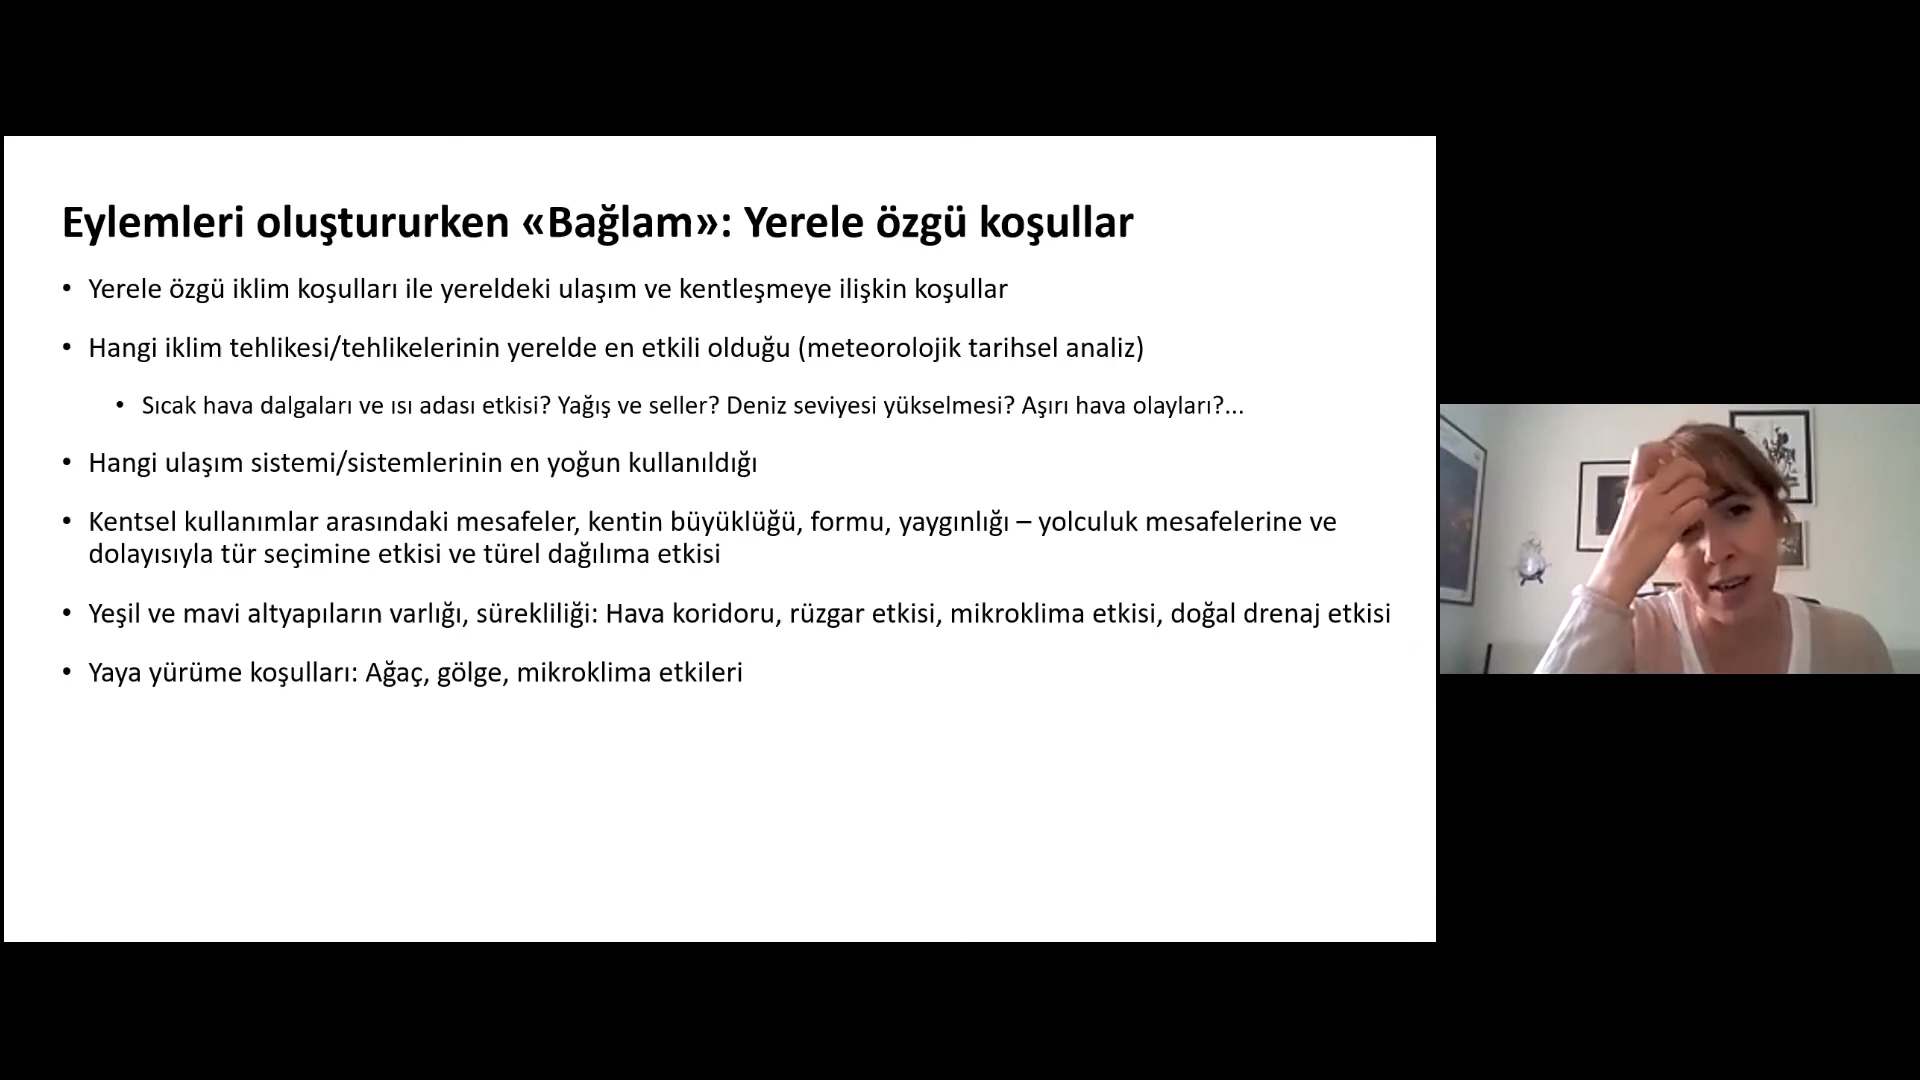 Eylemleri oluştururken «Bağlam»: Yerele özgü koşullar
• Yerele özgü iklim koşulları ile yereldeki ulaşım ve kentleşmeye ilişkin koşullar
• Hangi iklim tehlikesi/tehlikelerinin yerelde en etkili olduğu (meteorolojik tarihsel analiz)
• Sıcak hava dalgaları ve ısı adası etkisi? Yağış ve seller? Deniz seviyesi yükselmesi? Aşırı hava olayları?...
• Hangi ulaşım sistemi/sistemlerinin en yoğun kullanıldığı
• Kentsel kullanımlar arasındaki mesafeler, kentin büyüklüğü, formu, yaygınlığı – yolculuk mesafelerine ve
dolayısıyla tür seçimine etkisi ve türel dağılıma etkisi
• Yeşil ve mavi altyapıların varlığı, sürekliliği: Hava koridoru, rüzgar etkisi, mikroklima etkisi, doğal drenaj etkisi
• Yaya yürüme koşulları: Ağaç, gölge, mikroklima etkileri